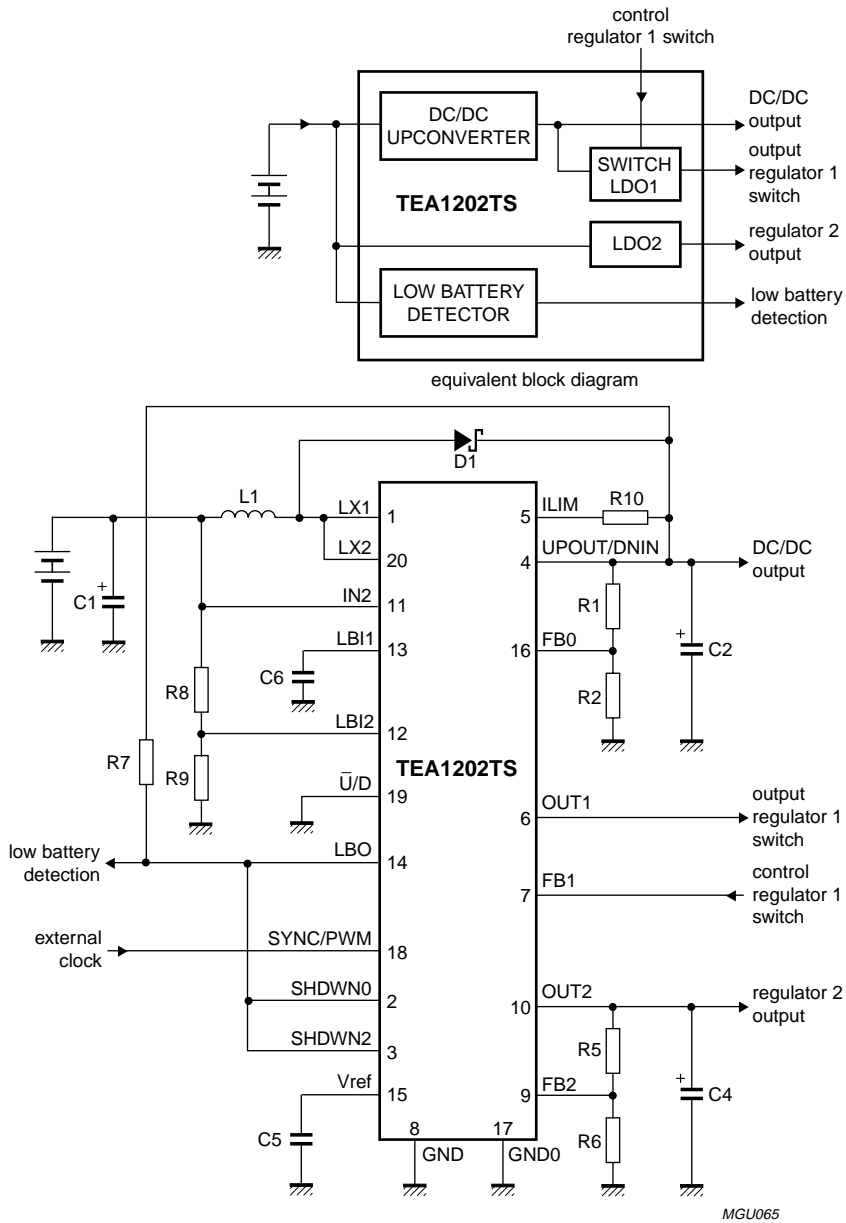 control
regulator 1 switch
DC/DC
UPCONVERTER
DC/DC
output
SWITCH
LDO1
output
regulator 1
switch
TEA1202TS
LDO2
regulator 2
output
LOW BATTERY
DETECTOR
low battery
detection
equivalent block diagram
D1
L1
LX1
1
5
ILIM
R10
LX2
20
4
UPOUT/DNIN
DC/DC
output
C1
+
IN2
11
R1
LBI1
13
16
FB0
+
C2
C6
R8
R2
LBI2
12
R7
R9
TEA1202TS
U̅/D
19
6
OUT1
output
regulator 1
switch
low battery
detection
LBO
14
7
FB1
control
regulator 1
switch
external
clock
SYNC/PWM
18
SHDWN0
2
10
OUT2
regulator 2
output
SHDWN2
3
R5
Vref
15
9
FB2
+
C4
C5
R6
8
GND
17
GND0
MGU065